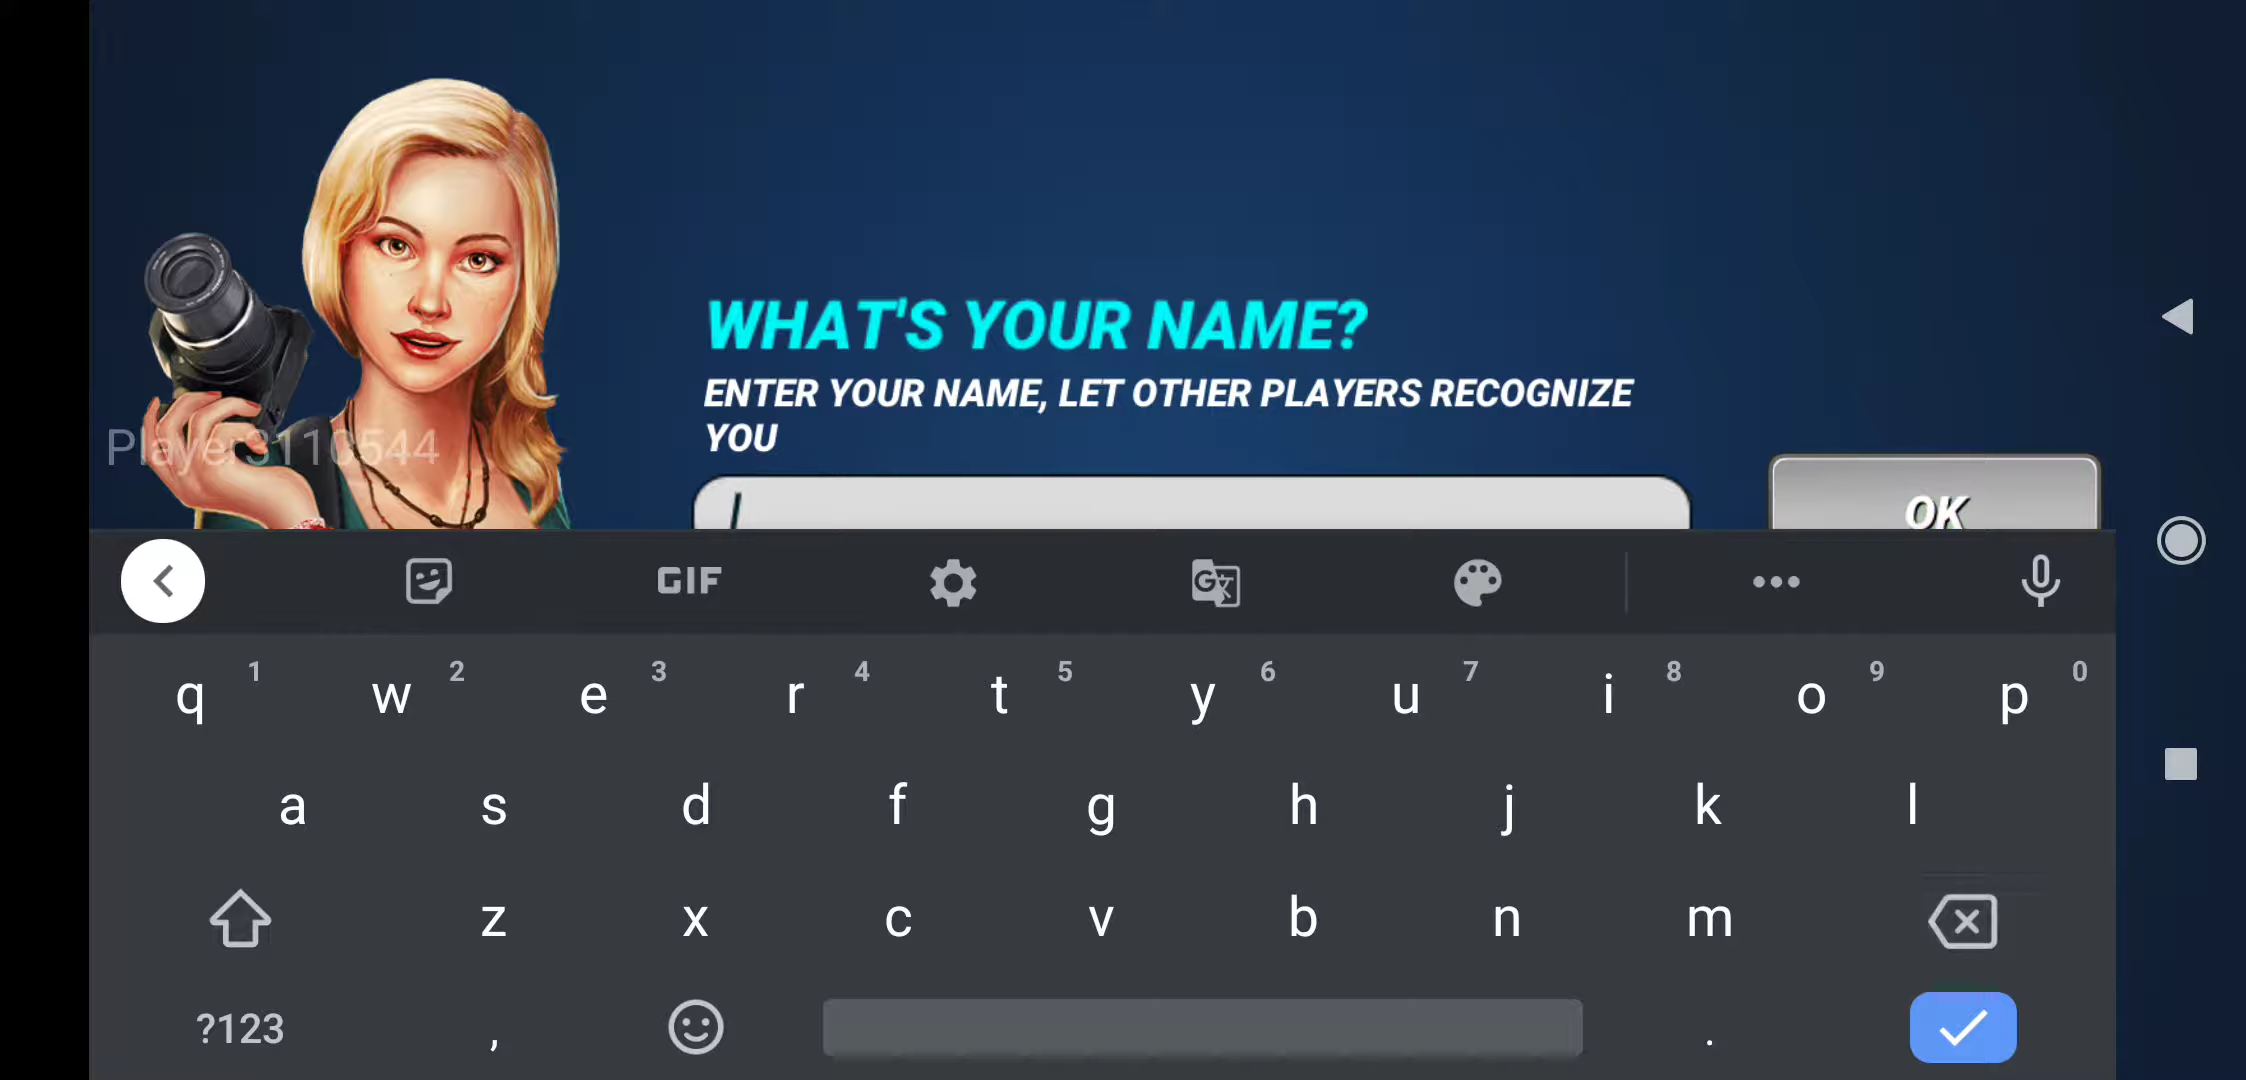 WHAT'S YOUR NAME?
ENTER YOUR NAME, LET OTHER PLAYERS RECOGNIZE
YOU
Player3110544
OK
GIF
q 1 w 2 e 3 r 4 t 5 y 6 u 7 i 8 o 9 p 0
a s d f g h j k l
z x c v b n m
?123 , .